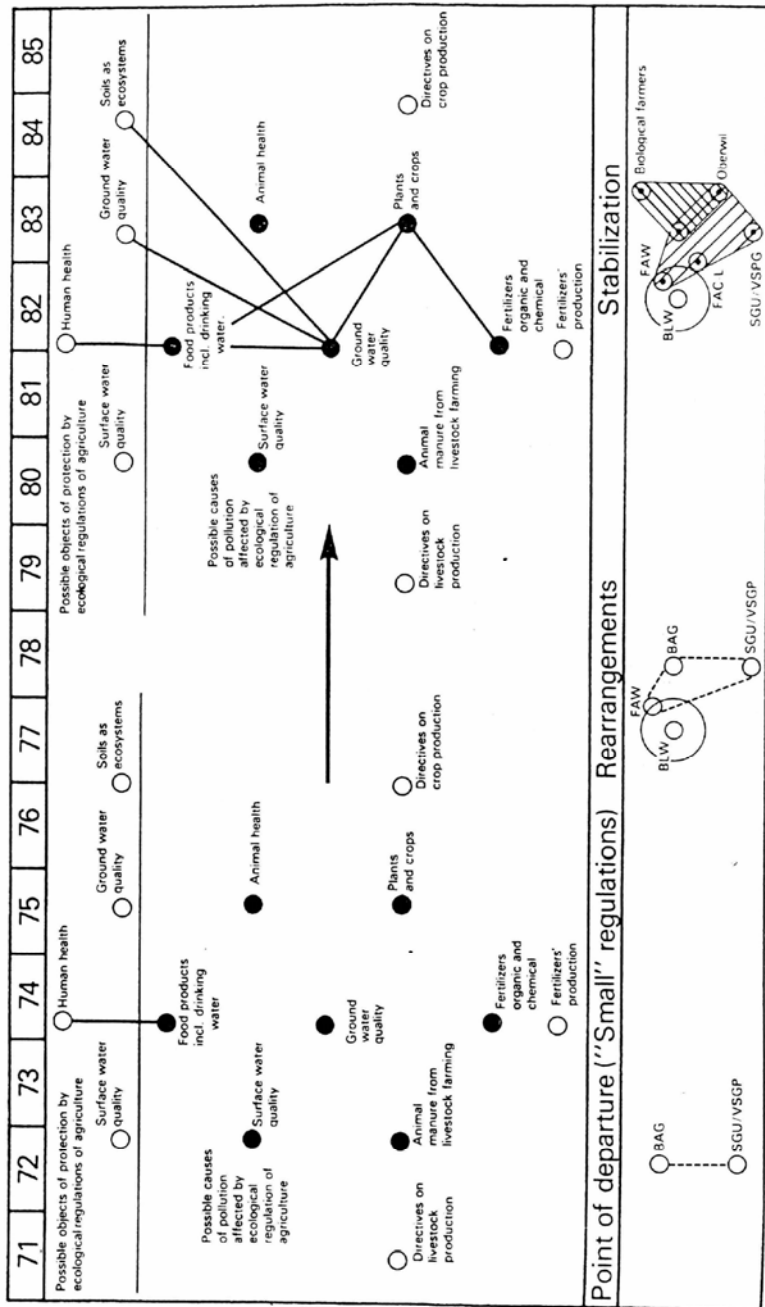 71
72
73
74
75
76
77
78
79
80
81
82
83
84
85
Possible objects of protection by
ecological regulations of agriculture
Human health
Surface water
quality
Ground water
quality
Soils as
ecosystems
Food products
incl. drinking
water
Possible causes
of pollution
affected by
ecological
regulation of
agriculture
Surface water
quality
Animal health
Ground
water
quality
Directives on
livestock
production
Animal
manure from
livestock farming
Plants
and crops
Directives on
crop production
Fertilizers
organic and
chemical
Fertilizers'
production
Possible objects of protection by
ecological regulations of agriculture
Human health
Surface water
quality
Ground water
quality
Soils as
ecosystems
Food products
incl. drinking
water.
Possible causes
of pollution
affected by
ecological
regulation of
agriculture
Surface water
quality
Animal health
Ground
water
quality
Directives on
livestock
production
Animal
manure from
livestock farming
Plants
and crops
Directives on
crop production
Fertilizers
organic and
chemical
Fertilizers'
production
Point of departure ("Small" regulations)
Rearrangements
Stabilization
BAG
SGU/VSGP
FAW
BAG
BLW
SGU/VSGP
Biological farmers
FAW
BLW
Oberwil
FAC L
SGU/VSPG